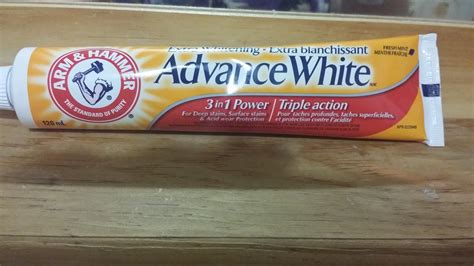 Extra Whitening - Extra blanchissant
FRESH MINT
MENTHE FRAÎCHE
ARM & HAMMER
THE STANDARD OF PURITY
Advance White
3 in 1 Power
Triple action
For Deep stains, Surface stains
& Acid wear Protection
Pour taches profondes, taches superficielles,
et protection contre l'acidité
120 mL